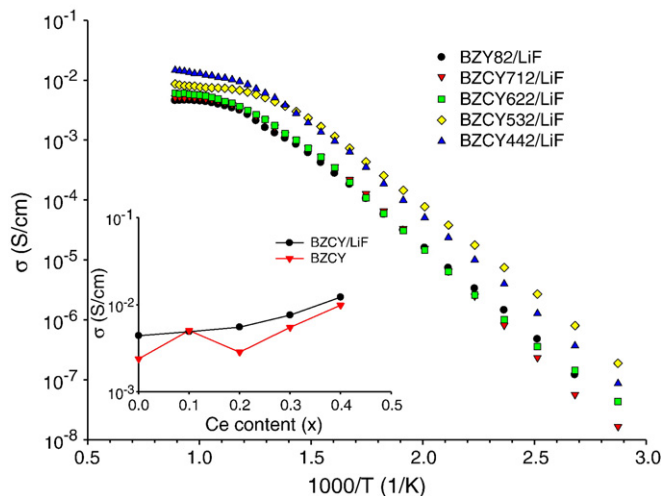 10⁻¹
10⁻²
10⁻³
10⁻⁴
10⁻⁵
10⁻⁶
10⁻⁷
10⁻⁸
σ (S/cm)
BZY82/LiF
BZCY712/LiF
BZCY622/LiF
BZCY532/LiF
BZCY442/LiF
10⁻¹
10⁻²
10⁻³
σ (S/cm)
BZCY/LiF
BZCY
0.0 0.1 0.2 0.3 0.4 0.5
Ce content (x)
0.5 1.0 1.5 2.0 2.5 3.0
1000/T (1/K)